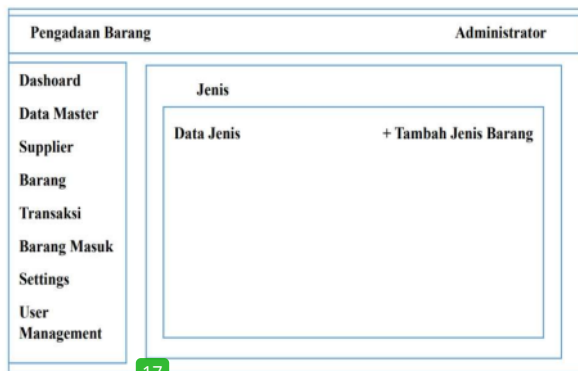 Pengadaan Barang Administrator
Dashoard
Data Master
Supplier
Barang
Transaksi
Barang Masuk
Settings
User
Management
Jenis
Data Jenis + Tambah Jenis Barang
17